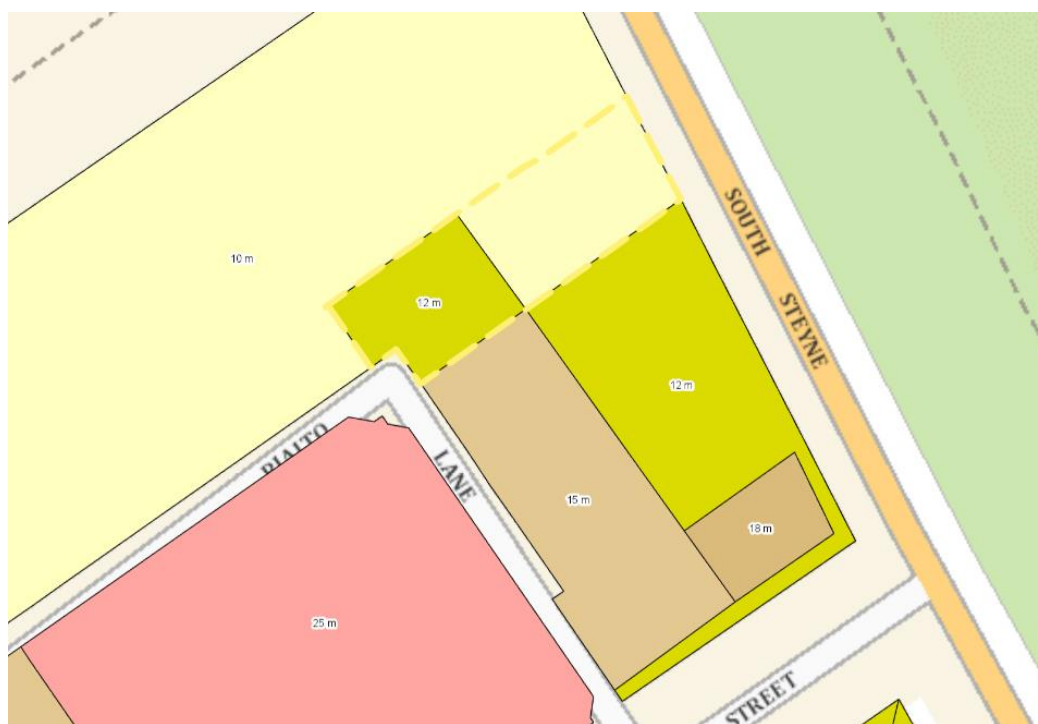 SOUTH
STEYNE
10 m
12 m
12 m
RIALTO
LANE
15 m
18 m
25 m
STREET